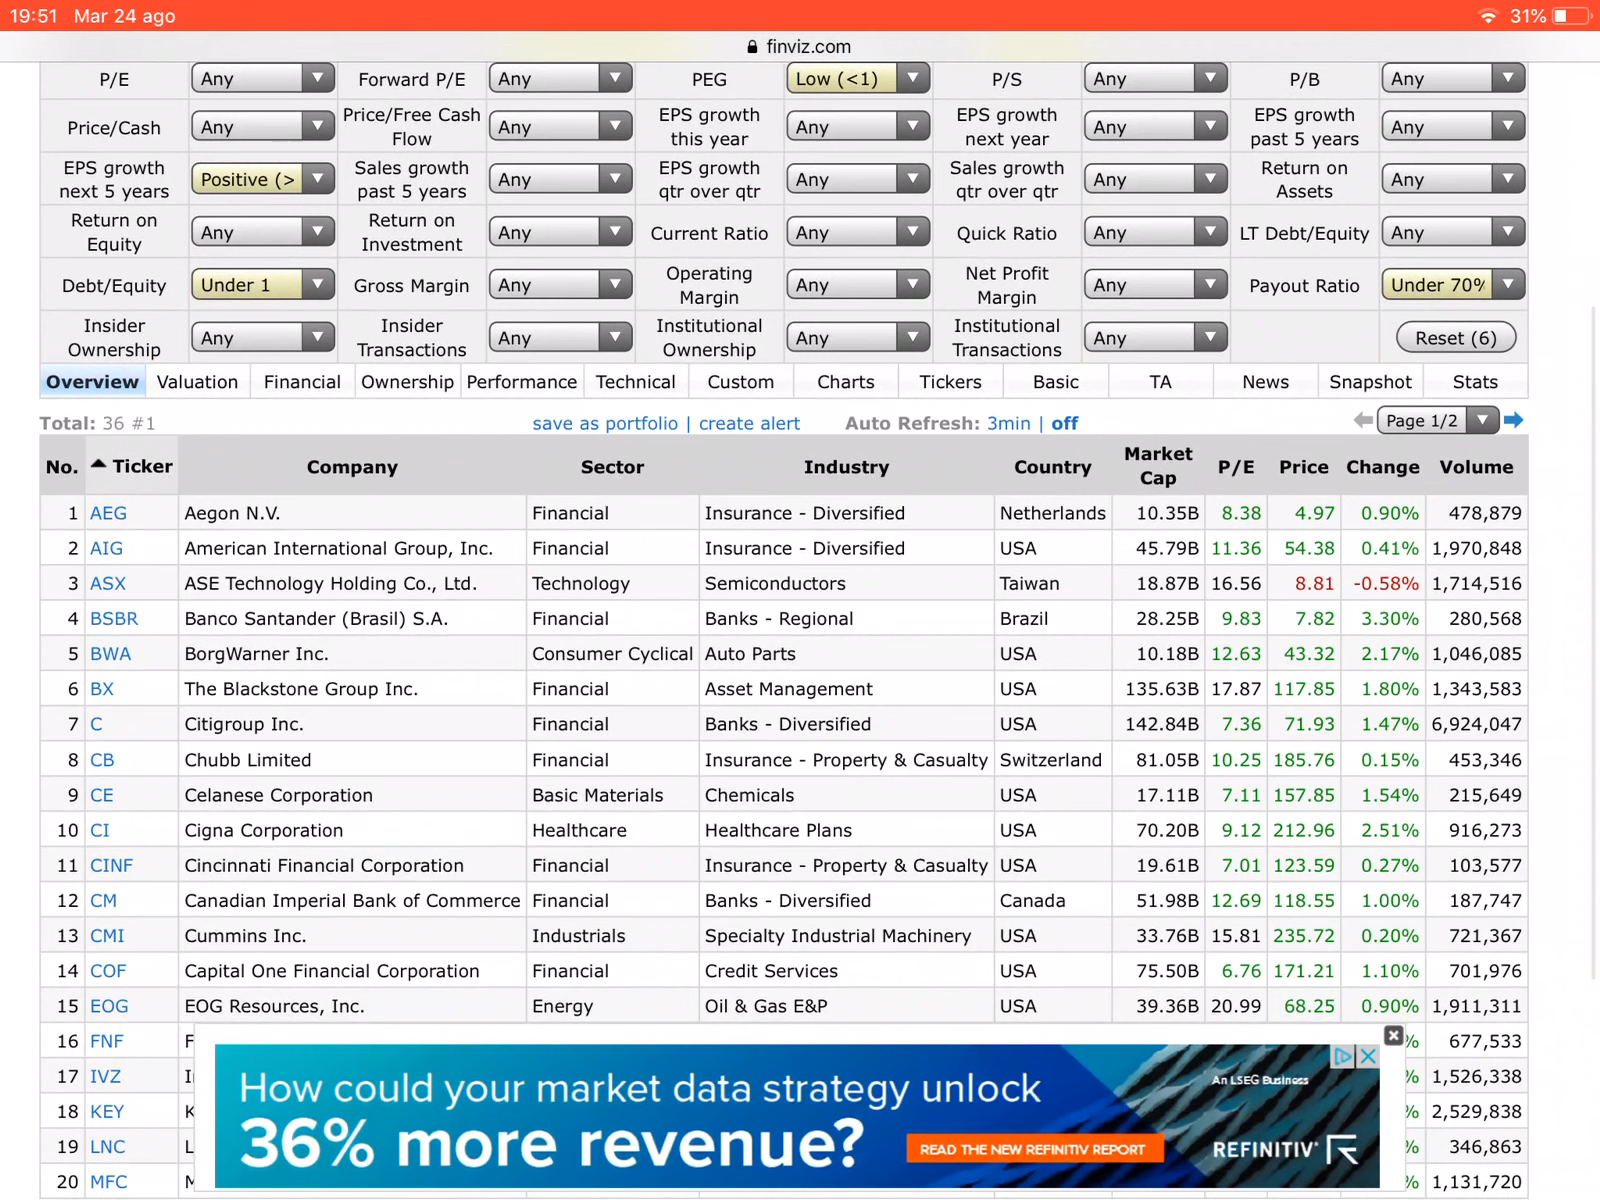 19:51 Mar 24 ago 31%
finviz.com
P/E Any Forward P/E Any PEG Low (<1) P/S Any P/B Any
Price/Cash Any Price/Free Cash Flow Any EPS growth this year Any EPS growth next year Any EPS growth past 5 years Any
EPS growth next 5 years Positive (> Sales growth past 5 years Any EPS growth qtr over qtr Any Sales growth qtr over qtr Any Return on Assets Any
Return on Equity Any Return on Investment Any Current Ratio Any Quick Ratio Any LT Debt/Equity Any
Debt/Equity Under 1 Gross Margin Any Operating Margin Any Net Profit Margin Any Payout Ratio Under 70%
Insider Ownership Any Insider Transactions Any Institutional Ownership Any Institutional Transactions Any Reset (6)
Overview Valuation Financial Ownership Performance Technical Custom Charts Tickers Basic TA News Snapshot Stats
Total: 36 #1 save as portfolio | create alert Auto Refresh: 3min | off Page 1/2
No. Ticker Company Sector Industry Country Market Cap P/E Price Change Volume
1 AEG Aegon N.V. Financial Insurance - Diversified Netherlands 10.35B 8.38 4.97 0.90% 478,879
2 AIG American International Group, Inc. Financial Insurance - Diversified USA 45.79B 11.36 54.38 0.41% 1,970,848
3 ASX ASE Technology Holding Co., Ltd. Technology Semiconductors Taiwan 18.87B 16.56 8.81 -0.58% 1,714,516
4 BSBR Banco Santander (Brasil) S.A. Financial Banks - Regional Brazil 28.25B 9.83 7.82 3.30% 280,568
5 BWA BorgWarner Inc. Consumer Cyclical Auto Parts USA 10.18B 12.63 43.32 2.17% 1,046,085
6 BX The Blackstone Group Inc. Financial Asset Management USA 135.63B 17.87 117.85 1.80% 1,343,583
7 C Citigroup Inc. Financial Banks - Diversified USA 142.84B 7.36 71.93 1.47% 6,924,047
8 CB Chubb Limited Financial Insurance - Property & Casualty Switzerland 81.05B 10.25 185.76 0.15% 453,346
9 CE Celanese Corporation Basic Materials Chemicals USA 17.11B 7.11 157.85 1.54% 215,649
10 CI Cigna Corporation Healthcare Healthcare Plans USA 70.20B 9.12 212.96 2.51% 916,273
11 CINF Cincinnati Financial Corporation Financial Insurance - Property & Casualty USA 19.61B 7.01 123.59 0.27% 103,577
12 CM Canadian Imperial Bank of Commerce Financial Banks - Diversified Canada 51.98B 12.69 118.55 1.00% 187,747
13 CMI Cummins Inc. Industrials Specialty Industrial Machinery USA 33.76B 15.81 235.72 0.20% 721,367
14 COF Capital One Financial Corporation Financial Credit Services USA 75.50B 6.76 171.21 1.10% 701,976
15 EOG EOG Resources, Inc. Energy Oil & Gas E&P USA 39.36B 20.99 68.25 0.90% 1,911,311
16 FNF F % 677,533
17 IVZ % 1,526,338
18 KEY K % 2,529,838
19 LNC L % 346,863
20 MFC % 1,131,720
How could your market data strategy unlock
36% more revenue?
READ THE NEW REFINITIV REPORT
An LSEG Business
REFINITIV